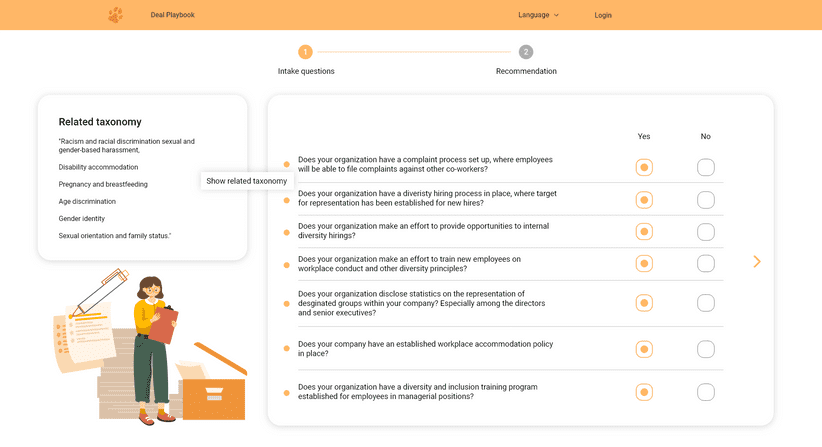 Deai Playbook
Language
Login
1
2
Intake questions
Recommendation
Related taxonomy
"Racism and racial discrimination sexual and
gender-based harassment,
Disability accommodation
Pregnancy and breastfeeding
Age discrimination
Gender identity
Sexual orientation and family status."
Show related taxonomy
Yes
No
Does your organization have a complaint process set up, where employees
will be able to file complaints against other co-workers?
Does your organization have a diveristy hiring process in place, where target
for representation has been established for new hires?
Does your organization make an effort to provide opportunities to internal
diversity hirings?
Does your organization make an effort to train new employees on
workplace conduct and other diversity principles?
Does your organization disclose statistics on the representation of
desginated groups within your company? Especially among the directors
and senior executives?
Does your company have an established workplace accommodation policy
in place?
Does your organization have a diversity and inclusion training program
established for employees in managerial positions?